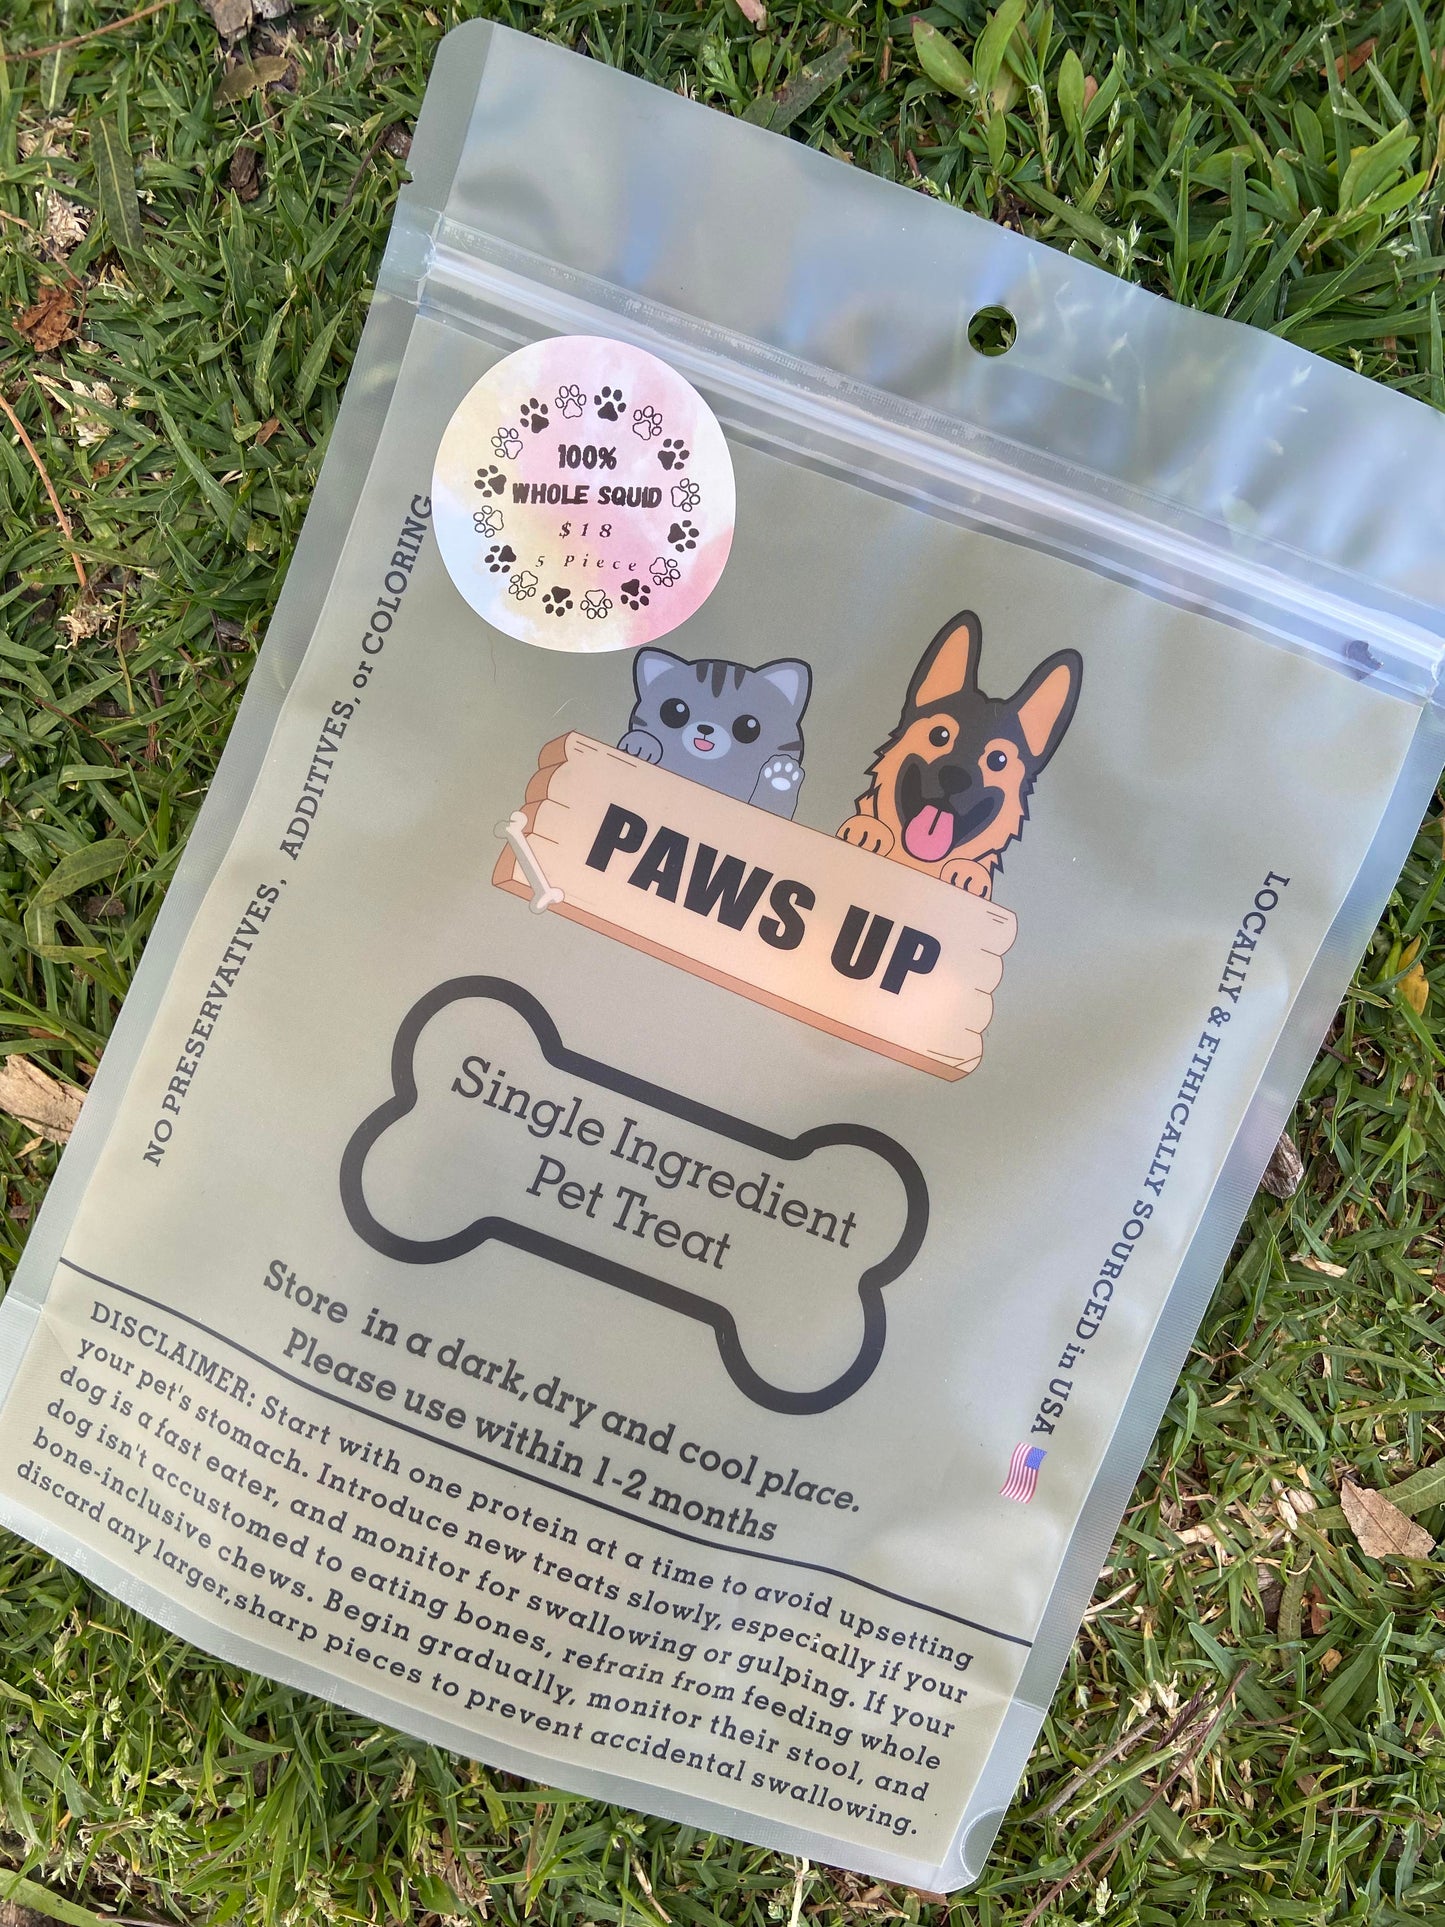 100%
WHOLE SQUID
$18
5 Piece
NO PRESERVATIVES, ADDITIVES, or COLORING
PAWS UP
LOCALLY & ETHICALLY SOURCED in USA
Single Ingredient
Pet Treat
Store in a dark, dry and cool place.
Please use within 1-2 months
DISCLAIMER: Start with one protein at a time to avoid upsetting
your pet's stomach. Introduce new treats slowly, especially if your
dog is a fast eater, and monitor for swallowing or gulping. If your
dog isn't accustomed to eating bones, refrain from feeding whole
bone-inclusive chews. Begin gradually, monitor their stool, and
discard any larger,sharp pieces to prevent accidental swallowing.